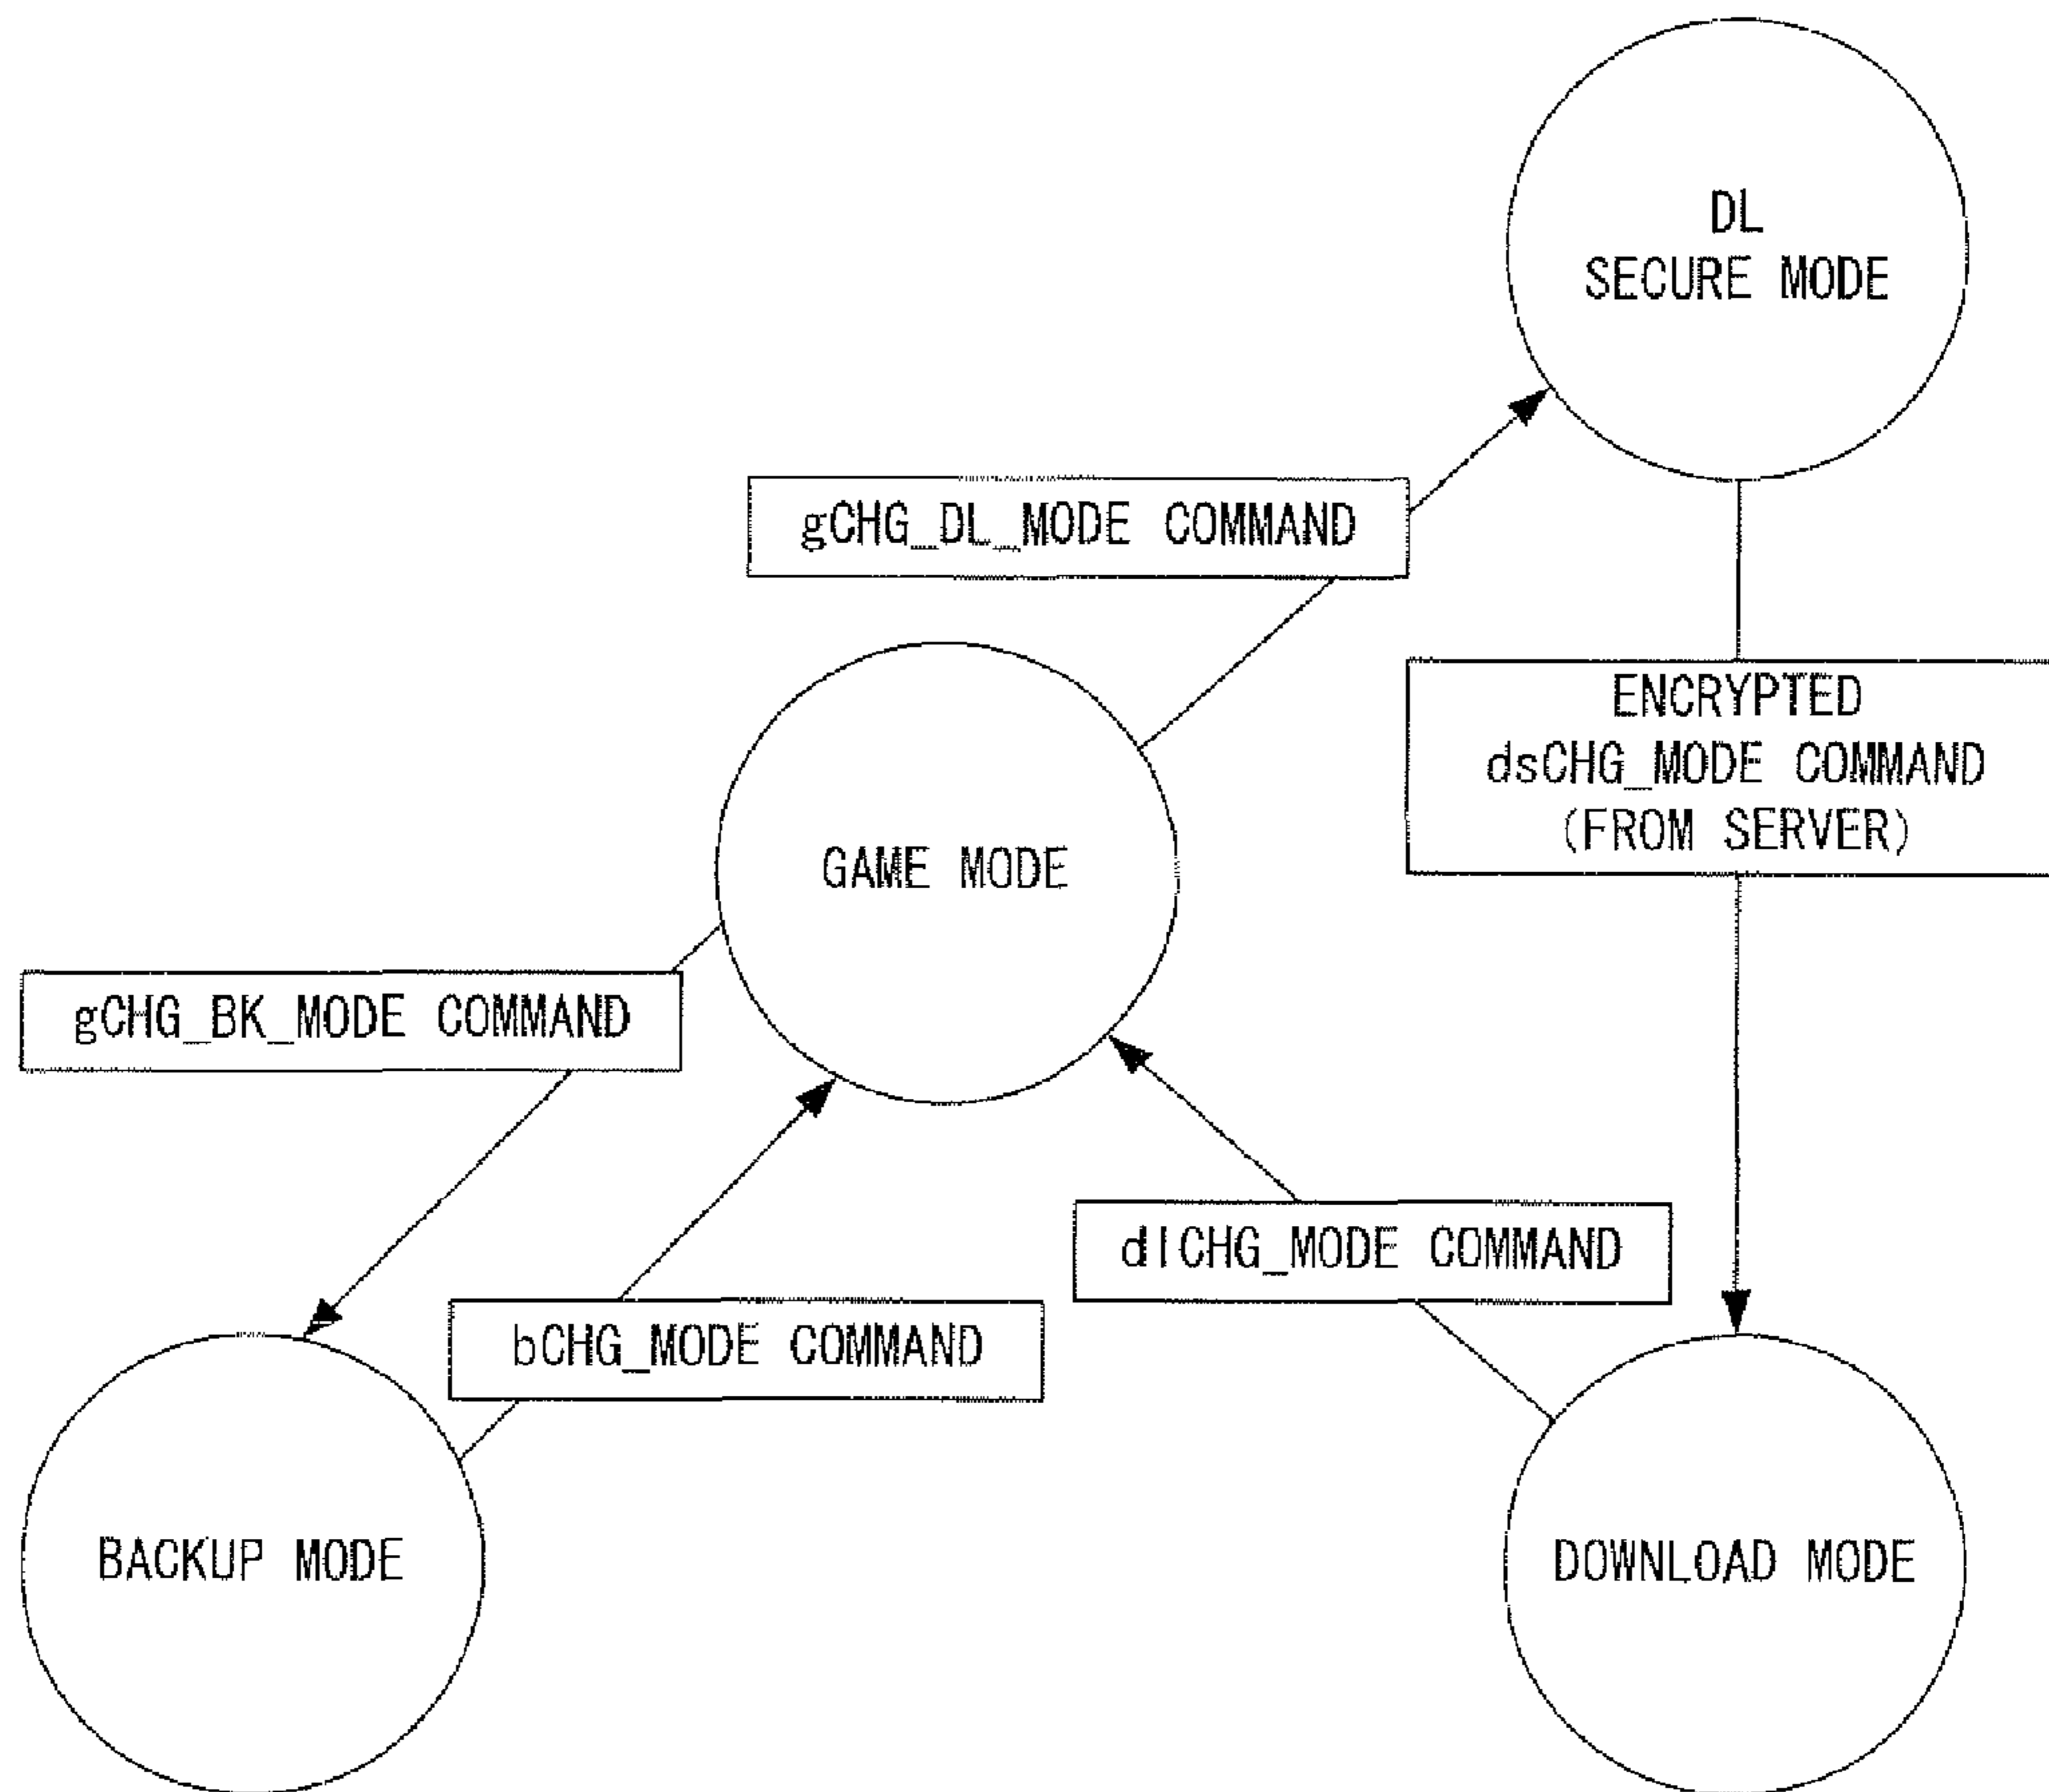 DL
SECURE MODE
gCHG_DL_MODE COMMAND
ENCRYPTED
dsCHG_MODE COMMAND
(FROM SERVER)
GAME MODE
gCHG_BK_MODE COMMAND
dlCHG_MODE COMMAND
bCHG_MODE COMMAND
BACKUP MODE
DOWNLOAD MODE